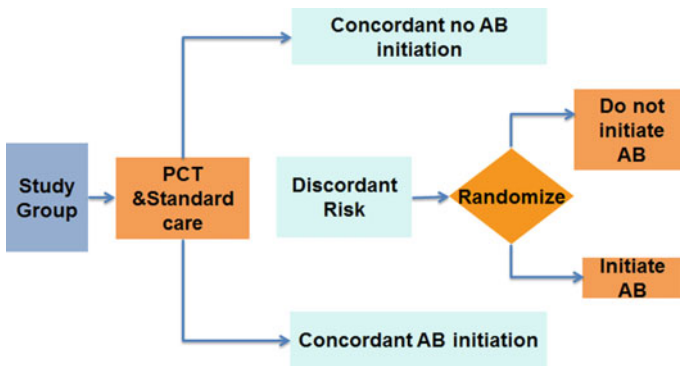 Concordant no AB
initiation
Do not
initiate
AB
Study
Group
PCT
&Standard
care
Discordant
Risk
Randomize
Initiate
AB
Concordant AB initiation